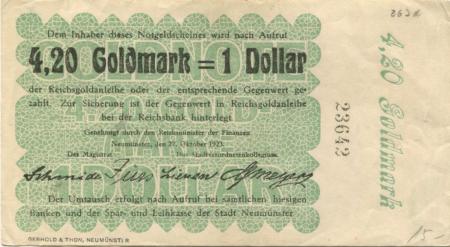 Dem Inhaber dieses Notgeldscheines wird nach Aufruf
4,20 Goldmark = 1 Dollar
der Reichsgoldanleihe oder der entsprechende Gegenwert ge-
zahlt. Zur Sicherung ist der Gegenwert in Reichsgoldanleihe
bei der Reichsbank hinterlegt.
Genehmigt durch den Reichsminister der Finanzen
Neumünster, den 27. Oktober 1923.
Der Magistrat Das Stadtverordnetenkollegium.
Schmidt
Der Umtausch erfolgt nach Aufruf bei sämtlichen hiesigen
Banken und der Spar- und Leihkasse der Stadt Neumünster
GERHOLD & THON, NEUMÜNSTER
23642
4,20 Goldmark
15.-